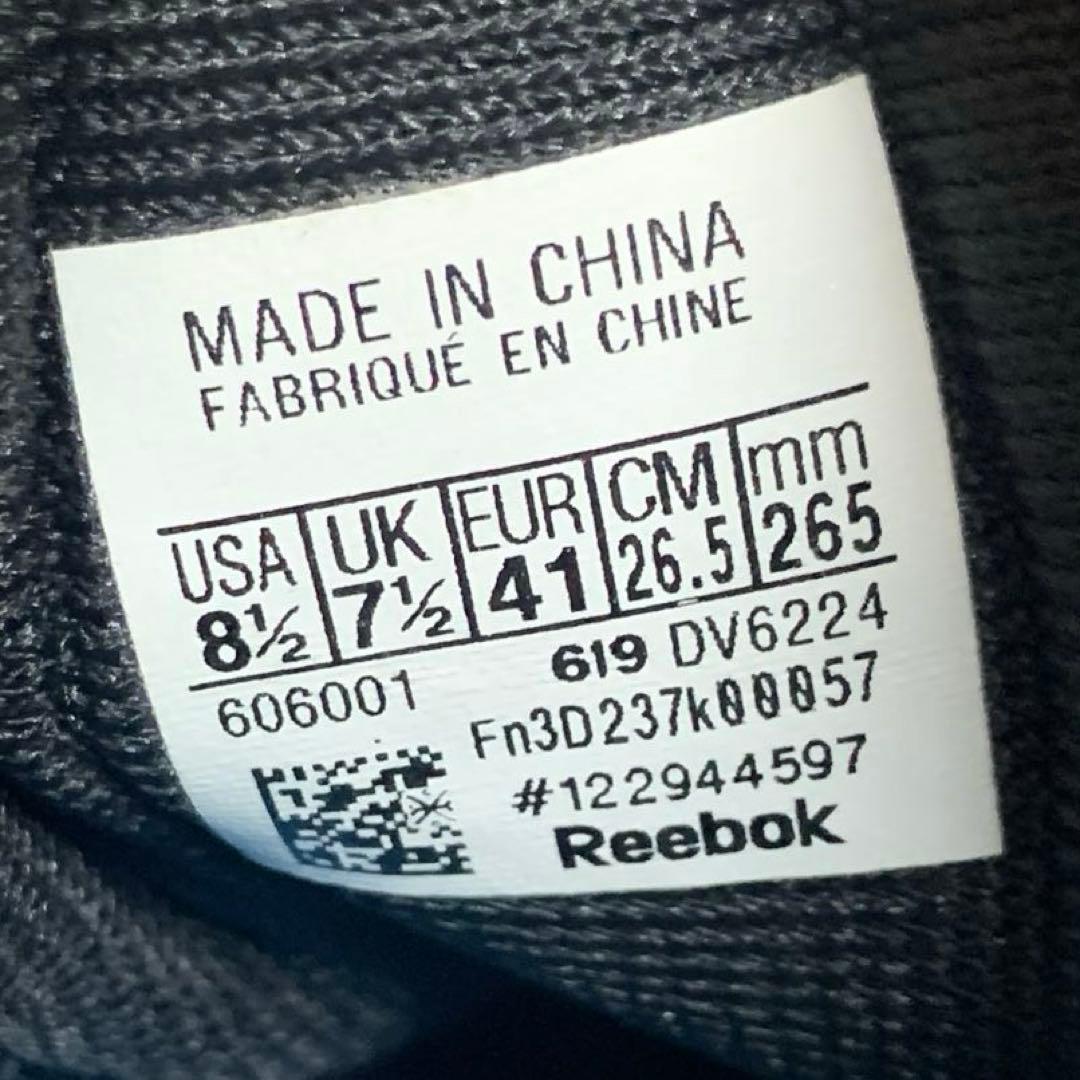 MADE IN CHINA
FABRIQUÉ EN CHINE
USA UK EUR CM mm
8½ 7½ 41 26.5 265
606001 619 DV6224
Fn3D237k00057
#122944597
Reebok